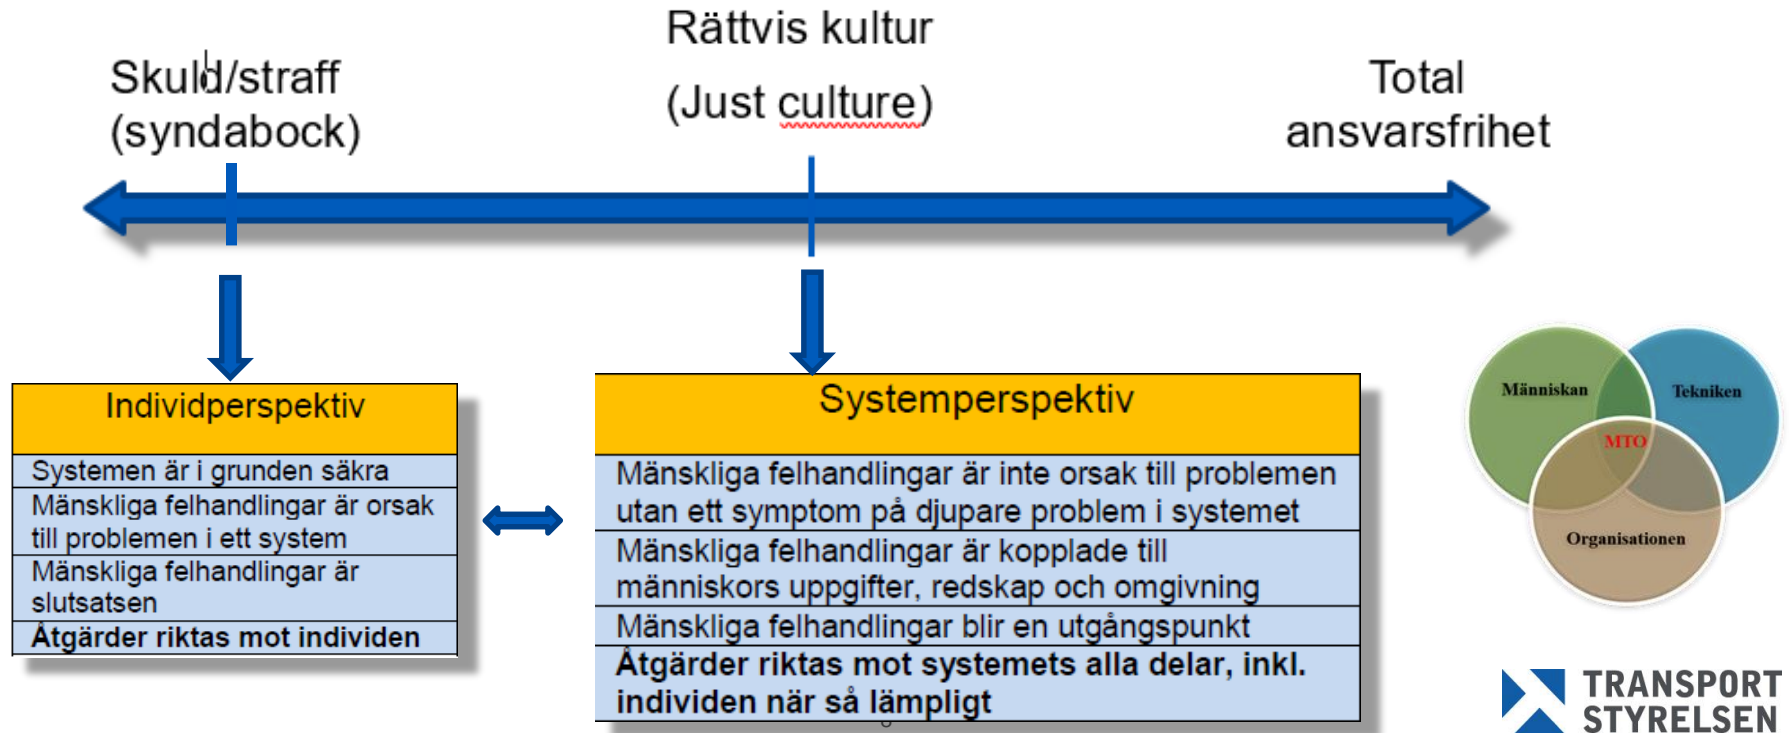 Skuld/straff
(syndabock)
Rättvis kultur
(Just culture)
Total
ansvarsfrihet
Individperspektiv
Systemen är i grunden säkra
Mänskliga felhandlingar är orsak
till problemen i ett system
Mänskliga felhandlingar är
slutsatsen
Åtgärder riktas mot individen
Systemperspektiv
Mänskliga felhandlingar är inte orsak till problemen
utan ett symptom på djupare problem i systemet
Mänskliga felhandlingar är kopplade till
människors uppgifter, redskap och omgivning
Mänskliga felhandlingar blir en utgångspunkt
Åtgärder riktas mot systemets alla delar, inkl.
individen när så lämpligt
Människan
Tekniken
MTO
Organisationen
TRANSPORT
STYRELSEN